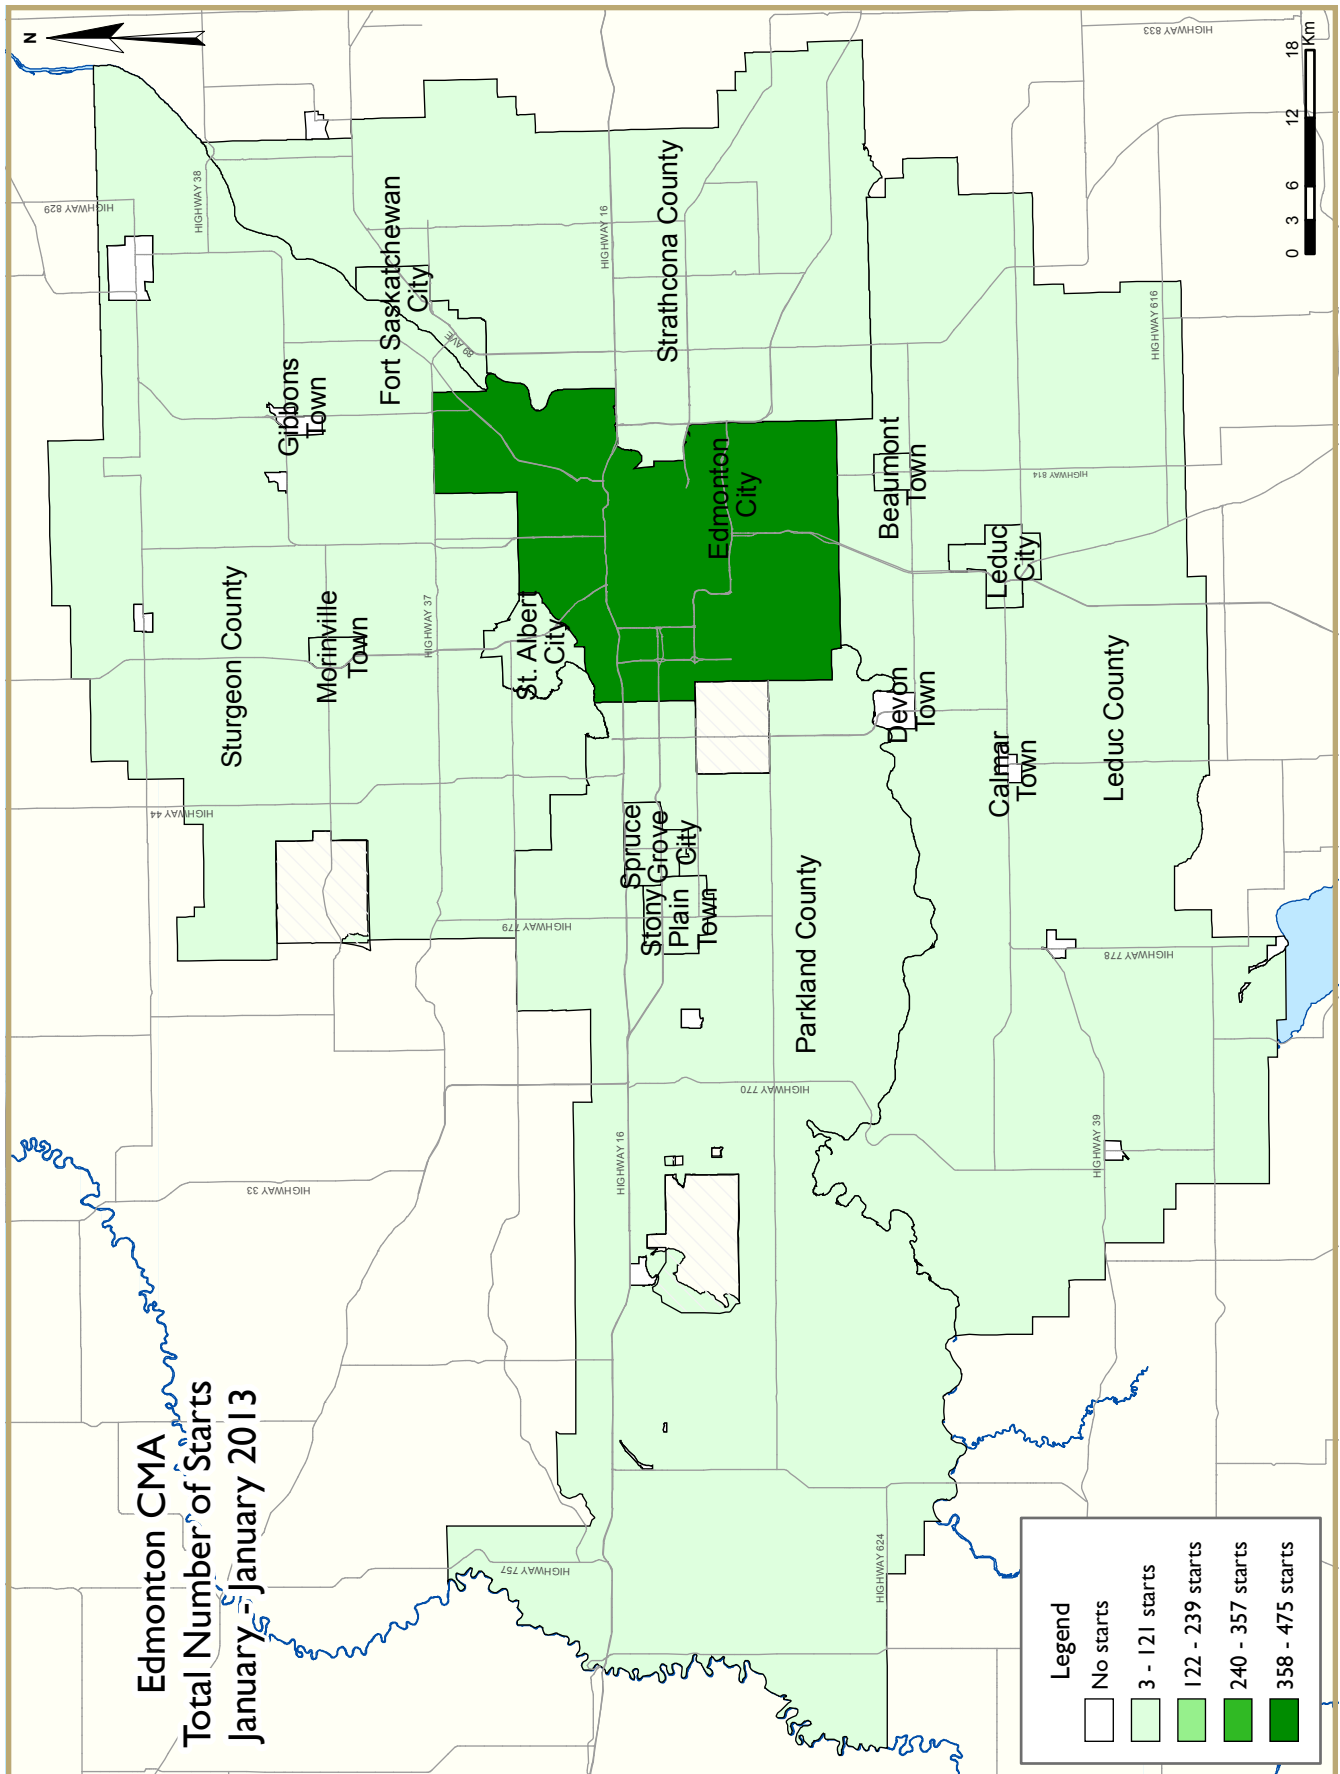 Edmonton CMA
Total Number of Starts
January - January 2013
N
HIGHWAY 757
HIGHWAY 624
HIGHWAY 33
HIGHWAY 16
HIGHWAY 770
HIGHWAY 39
HIGHWAY 779
HIGHWAY 778
HIGHWAY 44
HIGHWAY 37
HIGHWAY 38
HIGHWAY 829
HIGHWAY 16
89 AVE
HIGHWAY 814
HIGHWAY 616
HIGHWAY 833
Sturgeon County
Morinville
Town
Gibbons
Town
Fort Saskatchewan
City
St. Albert
City
Edmonton
City
Strathcona County
Spruce
Grove
City
Stony
Plain
Town
Parkland County
Devon
Town
Beaumont
Town
Leduc
City
Calmar
Town
Leduc County
Legend
No starts
3 - 121 starts
122 - 239 starts
240 - 357 starts
358 - 475 starts
0 3 6 12 18
Km